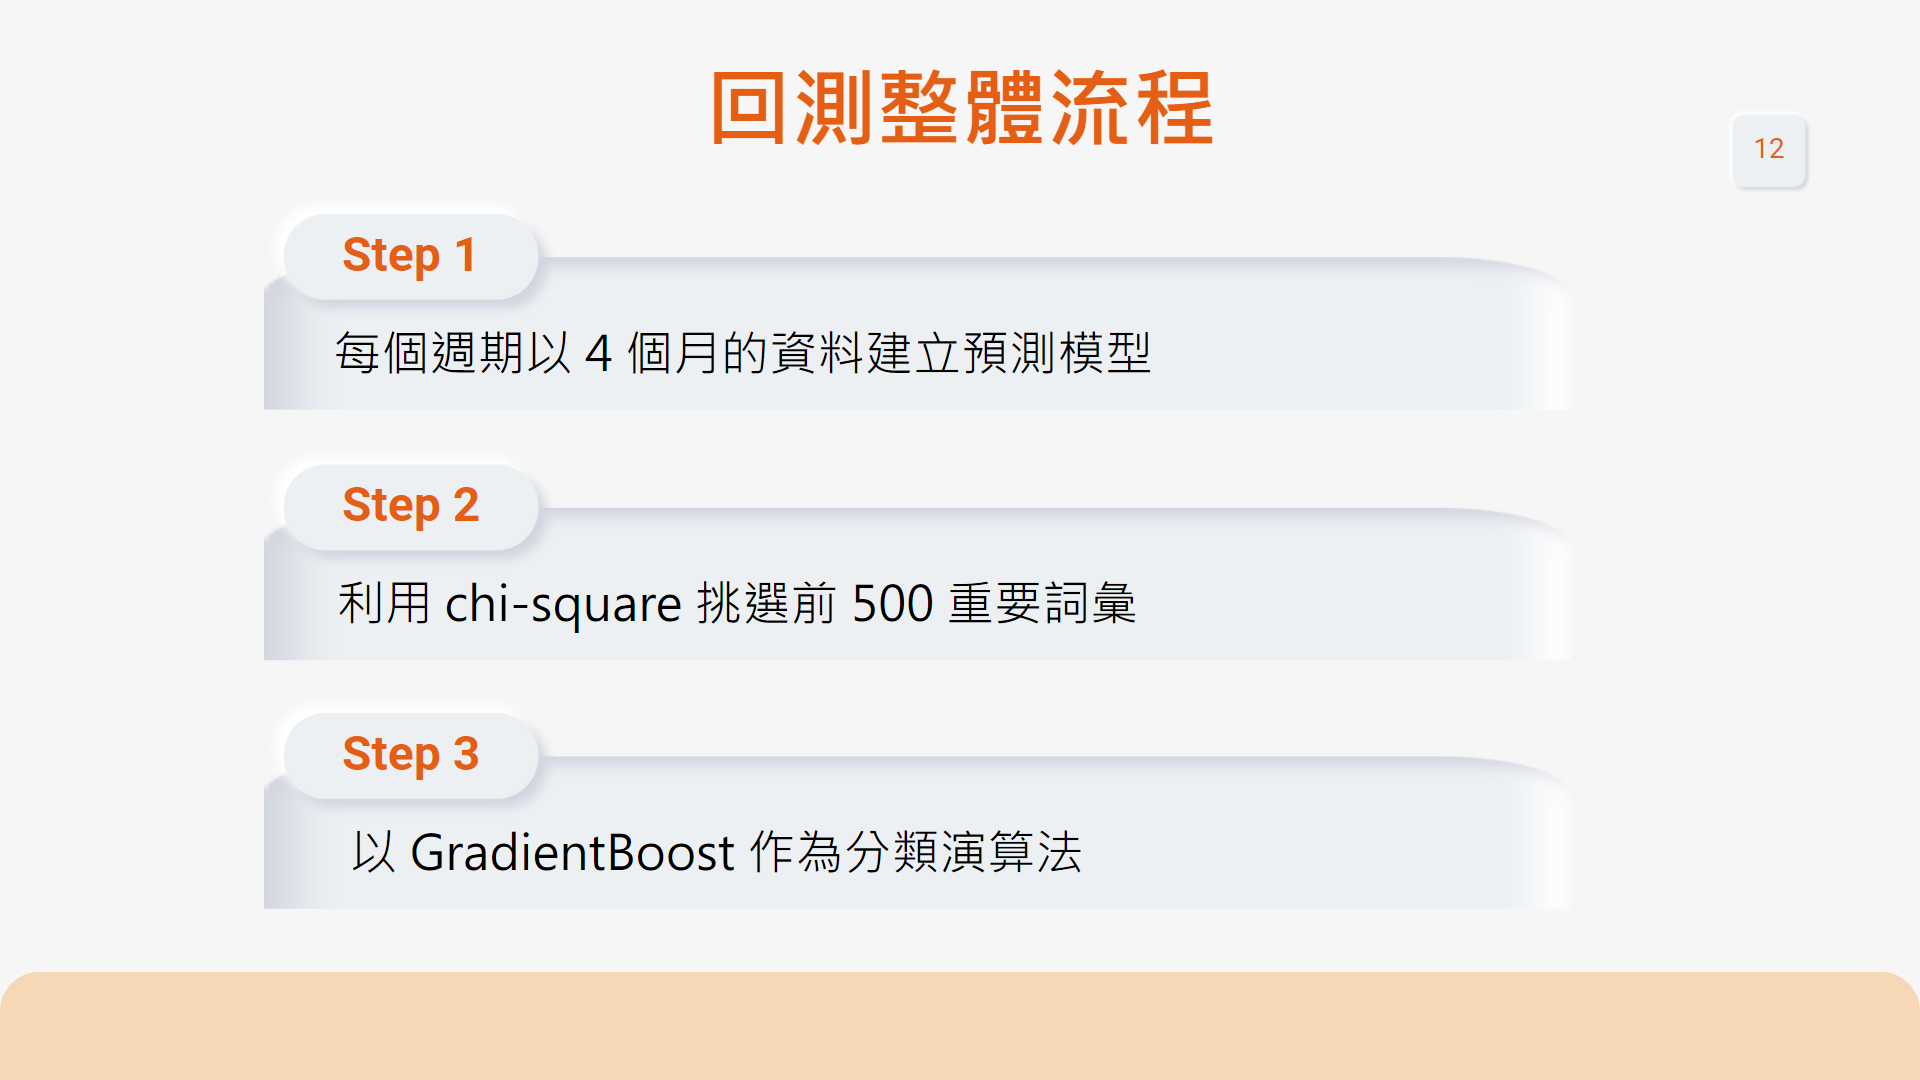 回測整體流程
12
Step 1
每個週期以 4 個月的資料建立預測模型
Step 2
利用 chi-square 挑選前 500 重要詞彙
Step 3
以 GradientBoost 作為分類演算法